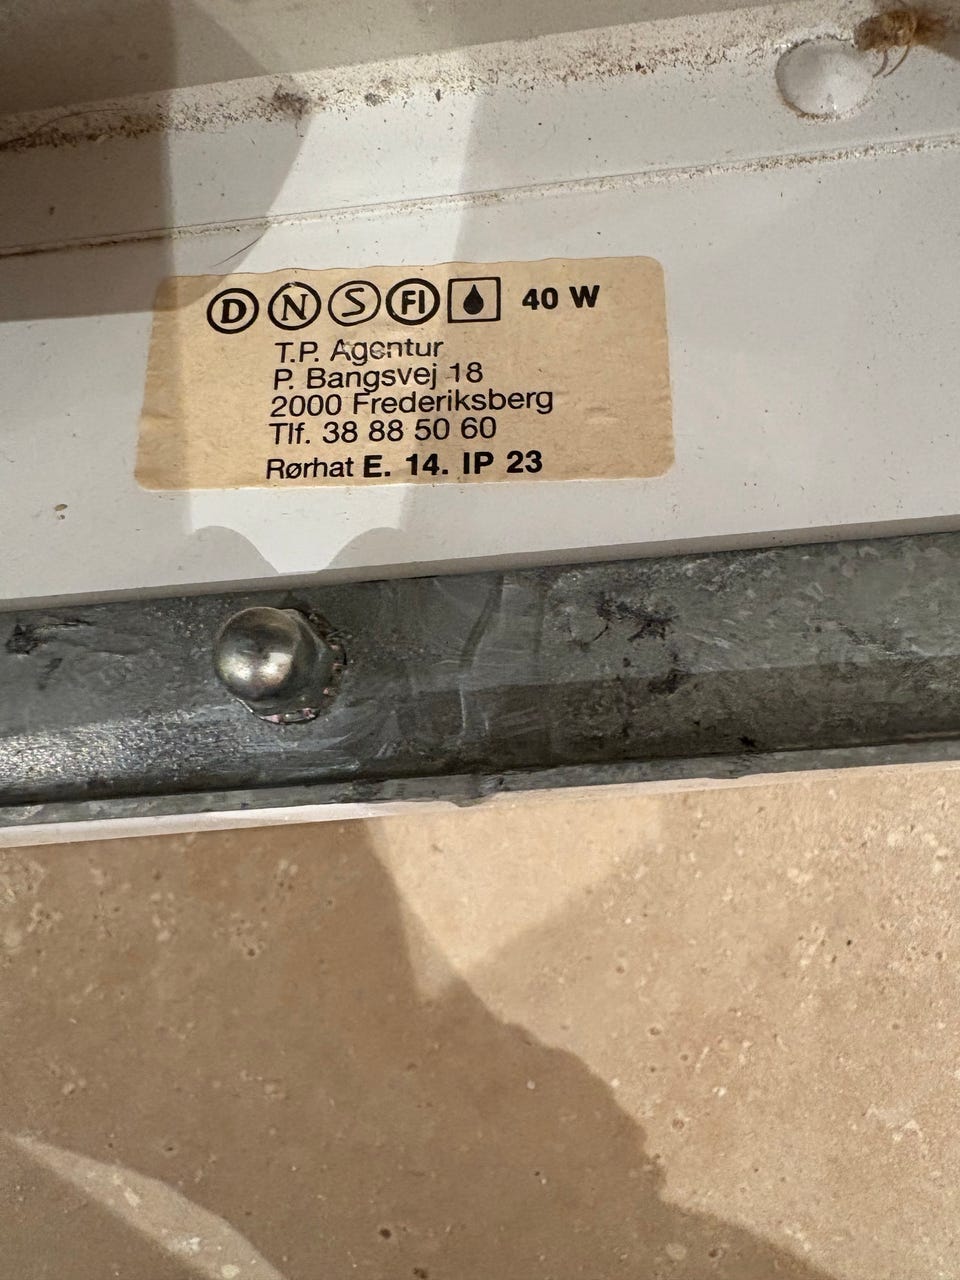 D N S FI 40 W
T.P. Agentur
P. Bangsvej 18
2000 Frederiksberg
Tlf. 38 88 50 60
Rørhat E. 14. IP 23